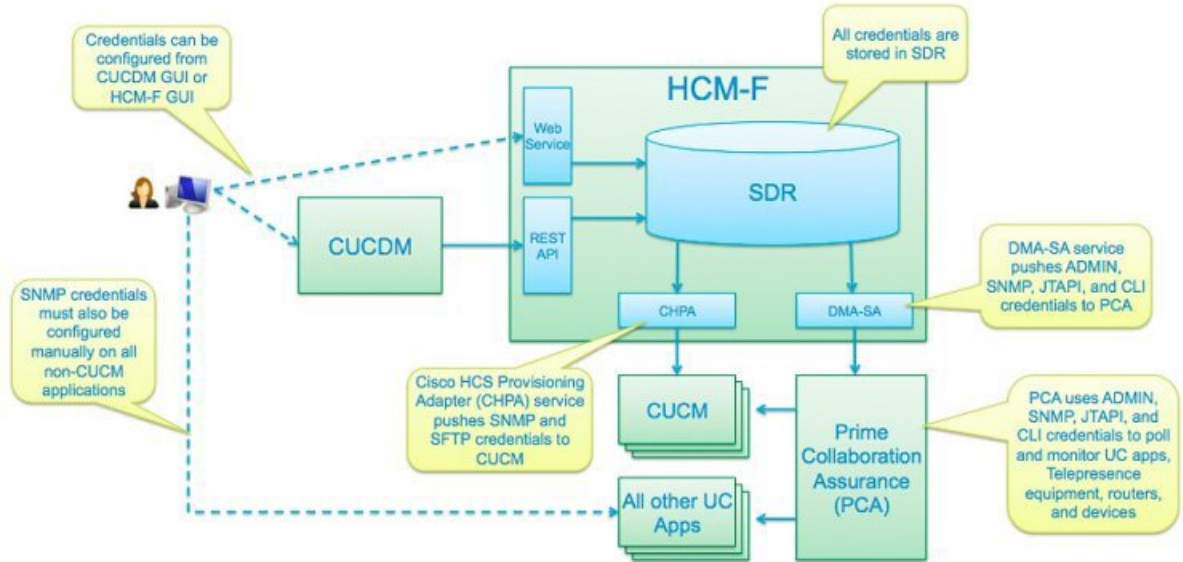 Credentials can be
configured from
CUCDM GUI or
HCM-F GUI
All credentials are
stored in SDR
HCM-F
Web
Service
SDR
CUCDM
REST
API
CHPA
DMA-SA
DMA-SA service
pushes ADMIN,
SNMP, JTAPI, and CLI
credentials to PCA
SNMP credentials
must also be
configured
manually on all
non-CUCM
applications
Cisco HCS Provisioning
Adapter (CHPA) service
pushes SNMP and
SFTP credentials to
CUCM
CUCM
Prime
Collaboration
Assurance
(PCA)
All other UC
Apps
PCA uses ADMIN,
SNMP, JTAPI, and
CLI credentials to poll
and monitor UC apps,
Telepresence
equipment, routers,
and devices